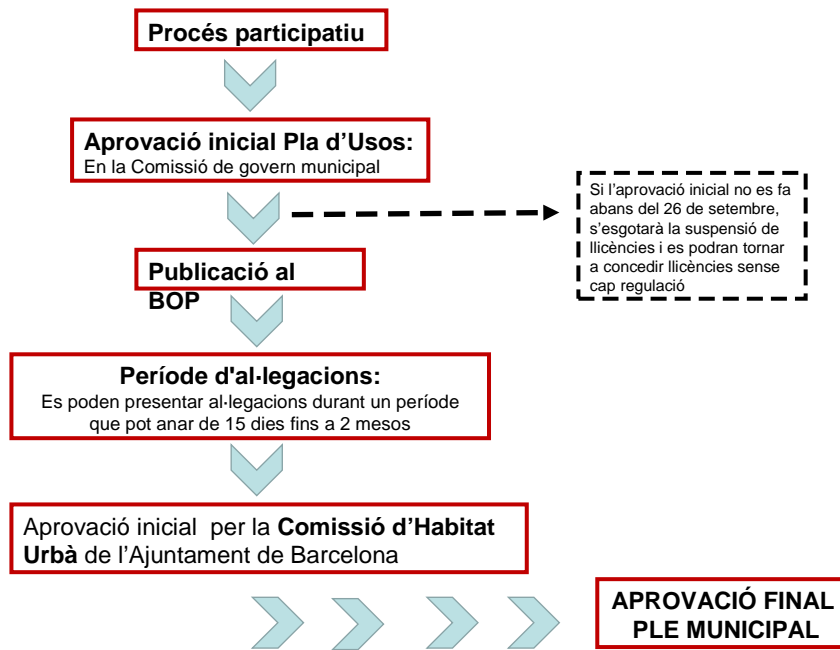 Procés participatiu
Aprovació inicial Pla d'Usos:
En la Comissió de govern municipal
Si l'aprovació inicial no es fa
abans del 26 de setembre,
s'esgotarà la suspensió de
llicències i es podran tornar
a concedir llicències sense
cap regulació
Publicació al
BOP
Període d'al·legacions:
Es poden presentar al·legacions durant un període
que pot anar de 15 dies fins a 2 mesos
Aprovació inicial per la Comissió d'Habitat
Urbà de l'Ajuntament de Barcelona
APROVACIÓ FINAL
PLE MUNICIPAL